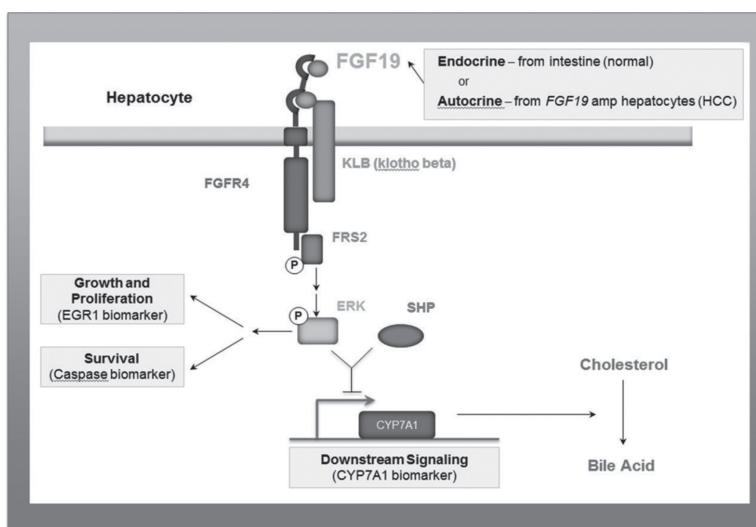 FGF19
Endocrine – from intestine (normal)
or
Autocrine – from FGF19 amp hepatocytes (HCC)
Hepatocyte
KLB (klotho beta)
FGFR4
FRS2
P
Growth and
Proliferation
(EGR1 biomarker)
P
ERK
SHP
Survival
(Caspase biomarker)
Cholesterol
CYP7A1
Downstream Signaling
(CYP7A1 biomarker)
Bile Acid